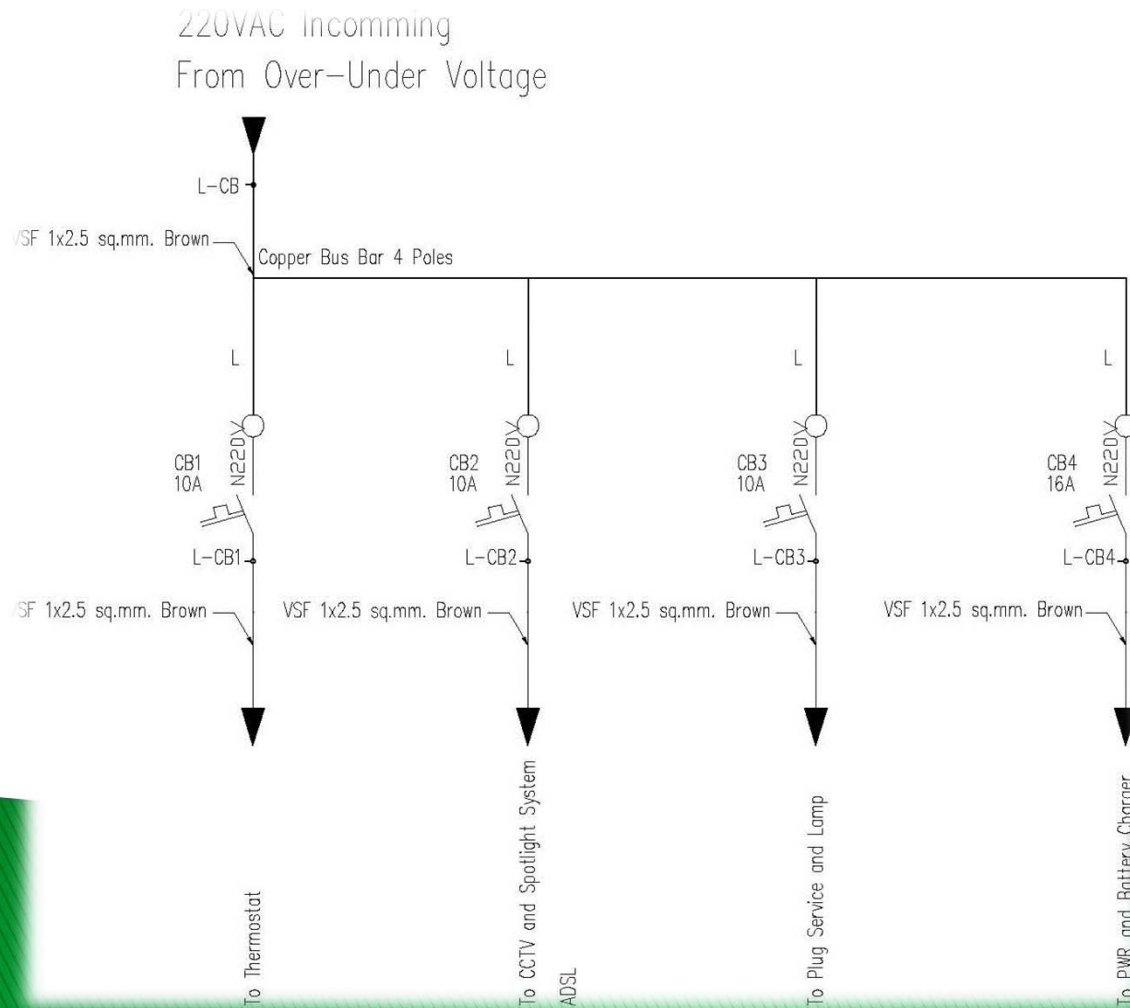 220VAC Incomming
From Over-Under Voltage
L-CB
VSF 1x2.5 sq.mm. Brown
Copper Bus Bar 4 Poles
L
L
L
L
CB1
10A
N220V
CB2
10A
N220V
CB3
10A
N220V
CB4
16A
N220V
L-CB1
L-CB2
L-CB3
L-CB4
SF 1x2.5 sq.mm. Brown
VSF 1x2.5 sq.mm. Brown
VSF 1x2.5 sq.mm. Brown
VSF 1x2.5 sq.mm. Brown
To Thermostat
To CCTV and Spotlight System
ADSL
To Plug Service and Lamp
To PWR and Battery Charger